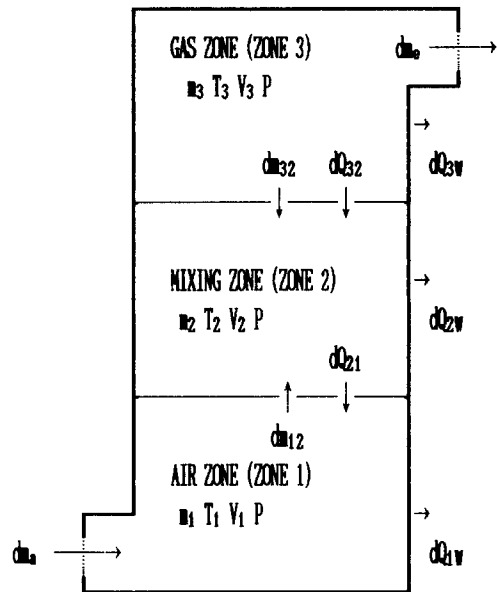 GAS ZONE (ZONE 3)
dmₑ
m₃ T₃ V₃ P
dm₃₂ dQ₃₂ dQ₃w
MIXING ZONE (ZONE 2)
m₂ T₂ V₂ P
dQ₂w
dQ₂₁
dm₁₂
AIR ZONE (ZONE 1)
m₁ T₁ V₁ P
dmₐ
dQ₁w